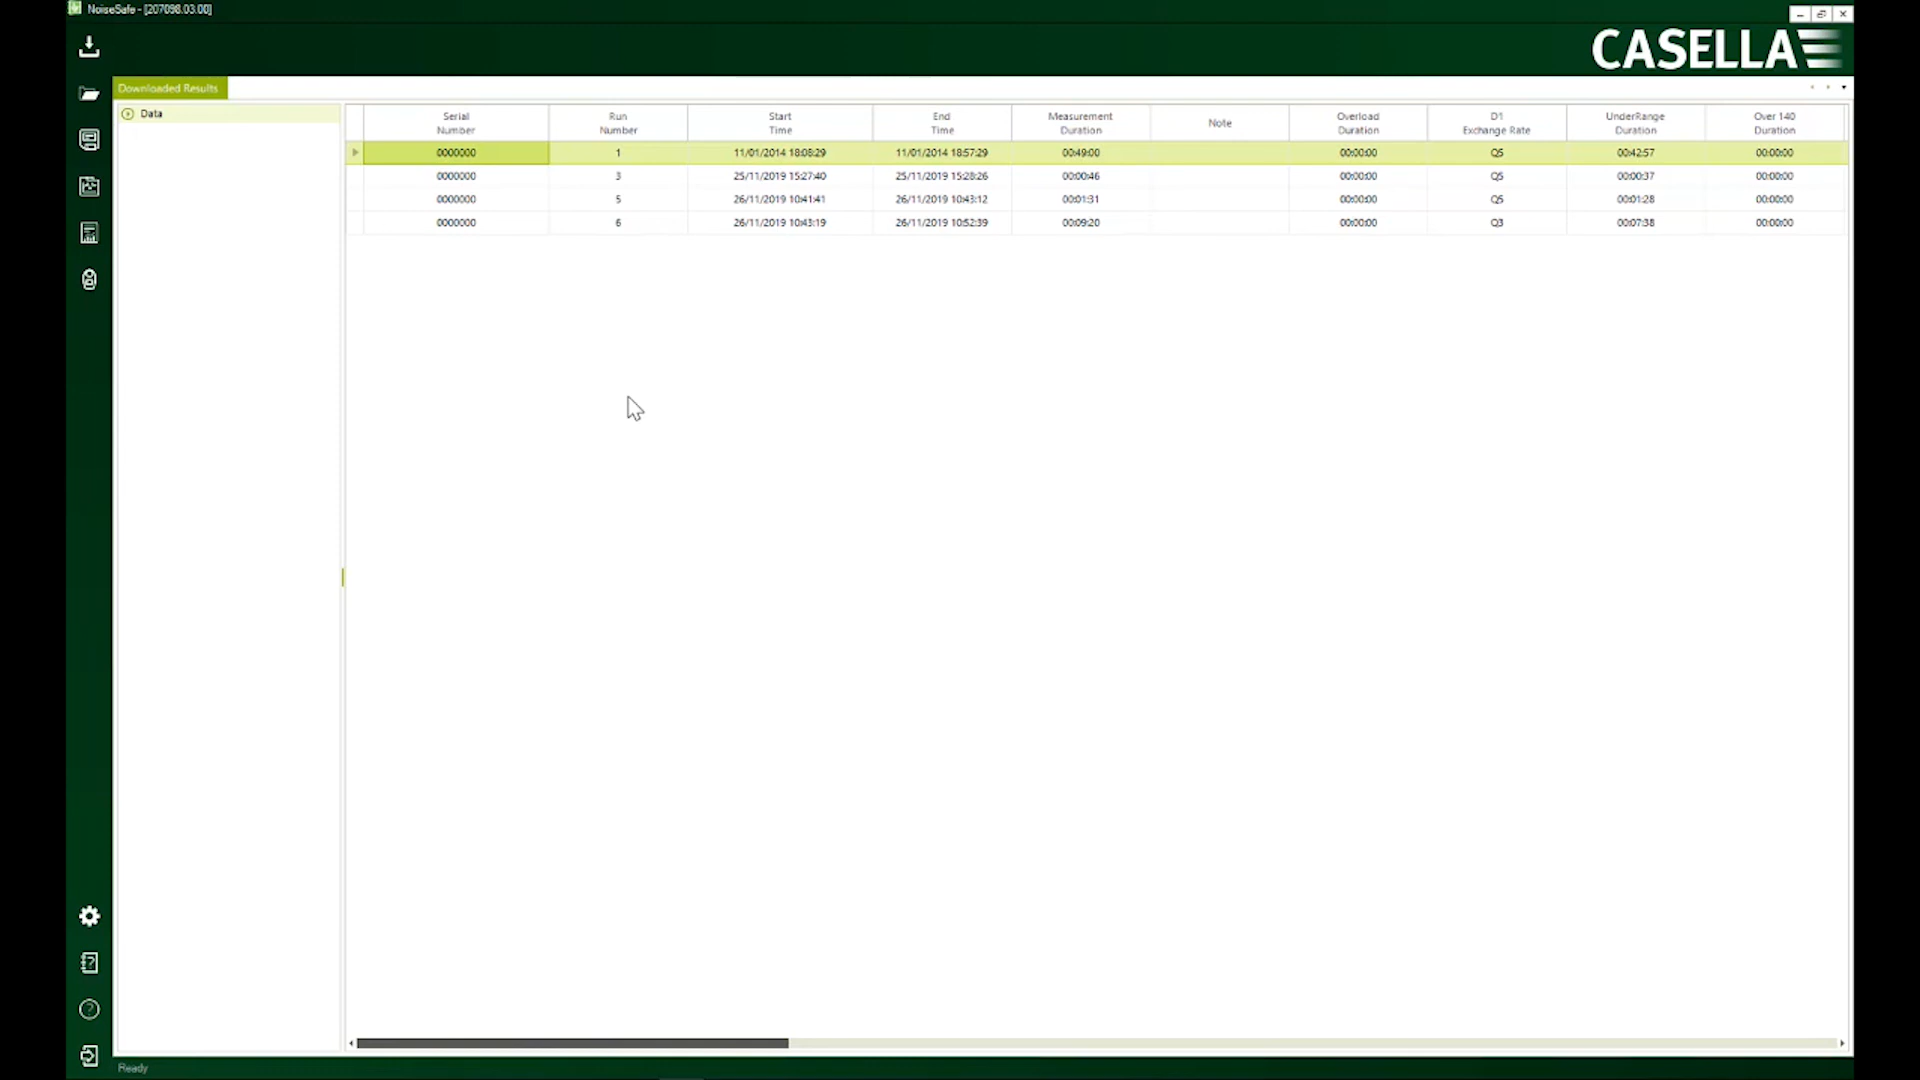 NoiseSafe - [207098.03.00]
CASELLA
Downloaded Results
Data
Serial Number	Run Number	Start Time	End Time	Measurement Duration	Note	Overload Duration	D1 Exchange Rate	UnderRange Duration	Over 140 Duration
0000000	1	11/01/2014 18:08:29	11/01/2014 18:57:29	00:49:00	00:00:00	Q5	00:42:57	00:00:00
0000000	3	25/11/2019 15:27:40	25/11/2019 15:28:26	00:00:46	00:00:00	Q5	00:00:37	00:00:00
0000000	5	26/11/2019 10:41:41	26/11/2019 10:43:12	00:01:31	00:00:00	Q5	00:01:28	00:00:00
0000000	6	26/11/2019 10:43:19	26/11/2019 10:52:39	00:09:20	00:00:00	Q3	00:07:38	00:00:00
Ready